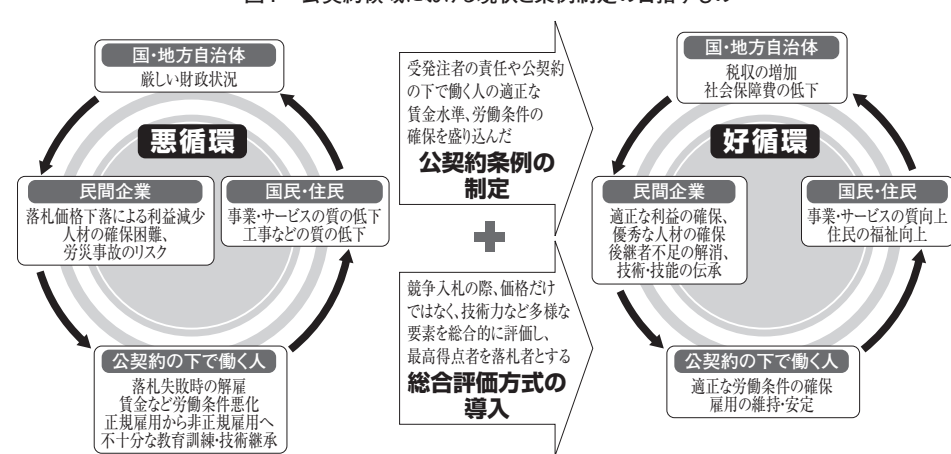 悪循環
国・地方自治体
厳しい財政状況
民間企業
落札価格下落による利益減少
人材の確保困難、
労災事故のリスク
国民・住民
事業・サービスの質の低下
工事などの質の低下
公契約の下で働く人
落札失敗時の解雇
賃金など労働条件悪化
正規雇用から非正規雇用へ
不十分な教育訓練・技術継承
受発注者の責任や公契約
の下で働く人の適正な
賃金水準、労働条件の
確保を盛り込んだ
公契約条例の
制定
+
競争入札の際、価格だけ
ではなく、技術力など多様な
要素を総合的に評価し、
最高得点者を落札者とする
総合評価方式の
導入
好循環
国・地方自治体
税収の増加
社会保障費の低下
民間企業
適正な利益の確保、
優秀な人材の確保
後継者不足の解消、
技術・技能の伝承
国民・住民
事業・サービスの質向上
住民の福祉向上
公契約の下で働く人
適正な労働条件の確保
雇用の維持・安定